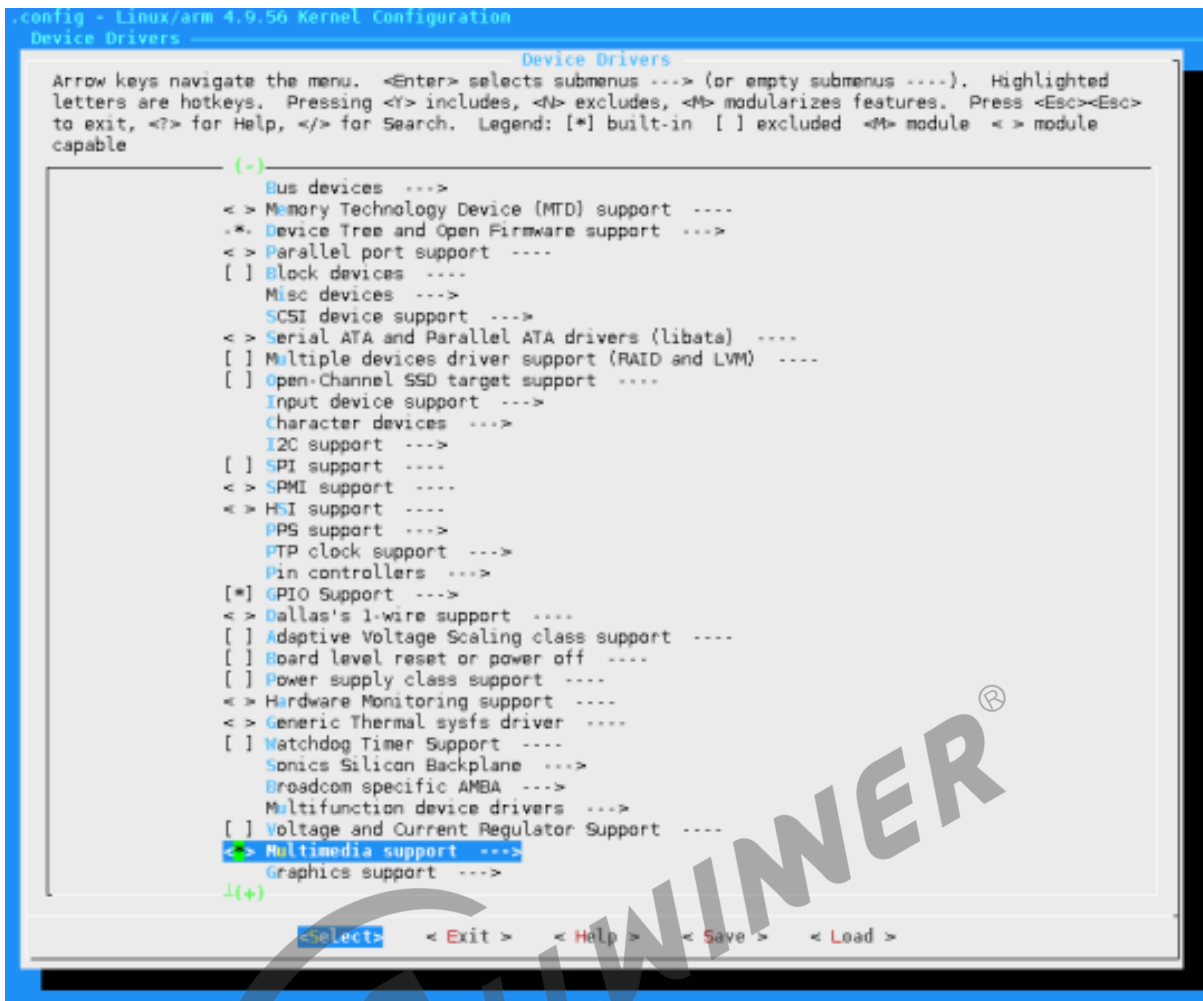 .config - Linux/arm 4.9.56 Kernel Configuration
Device Drivers
Device Drivers
Arrow keys navigate the menu.  <Enter> selects submenus ---> (or empty submenus ----).  Highlighted
letters are hotkeys.  Pressing <Y> includes, <N> excludes, <M> modularizes features.  Press <Esc><Esc>
to exit, <?> for Help, </> for Search.  Legend: [*] built-in  [ ] excluded  <M> module  < > module
capable
(-)
Bus devices  --->
< > Memory Technology Device (MTD) support  ----
-*- Device Tree and Open Firmware support  --->
< > Parallel port support  ----
[ ] Block devices  ----
Misc devices  --->
SCSI device support  --->
< > Serial ATA and Parallel ATA drivers (libata)  ----
[ ] Multiple devices driver support (RAID and LVM)  ----
[ ] Open-Channel SSD target support  ----
Input device support  --->
Character devices  --->
I2C support  --->
[ ] SPI support  ----
< > SPMI support  ----
< > HSI support  ----
PPS support  --->
PTP clock support  --->
Pin controllers  --->
[*] GPIO Support  --->
< > Dallas's 1-wire support  ----
[ ] Adaptive Voltage Scaling class support  ----
[ ] Board level reset or power off  ----
[ ] Power supply class support  ----
< > Hardware Monitoring support  ----
< > Generic Thermal sysfs driver  ----
[ ] Watchdog Timer Support  ----
Sonics Silicon Backplane  --->
Broadcom specific AMBA  --->
Multifunction device drivers  --->
[ ] Voltage and Current Regulator Support  ----
<*> Multimedia support  --->
Graphics support  --->
┴(+)
<Select>    < Exit >    < Help >    < Save >    < Load >
WINNER®